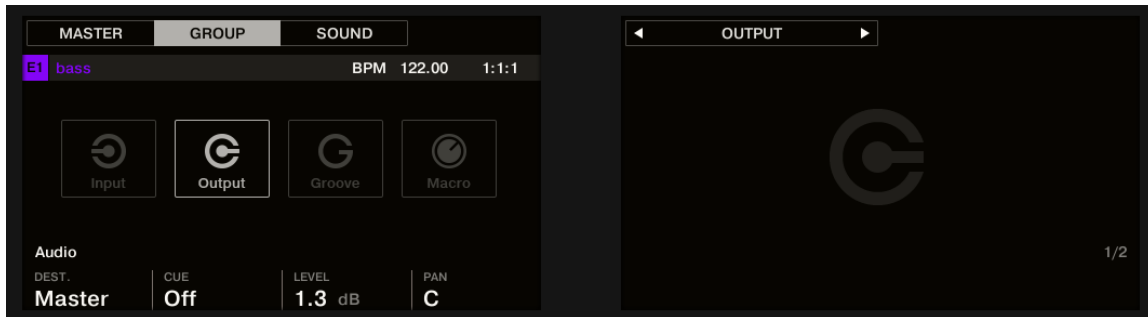 MASTER GROUP SOUND
E1 bass BPM 122.00 1:1:1
Input Output Groove Macro
Audio
DEST. CUE LEVEL PAN
Master Off 1.3 dB C
OUTPUT
1/2